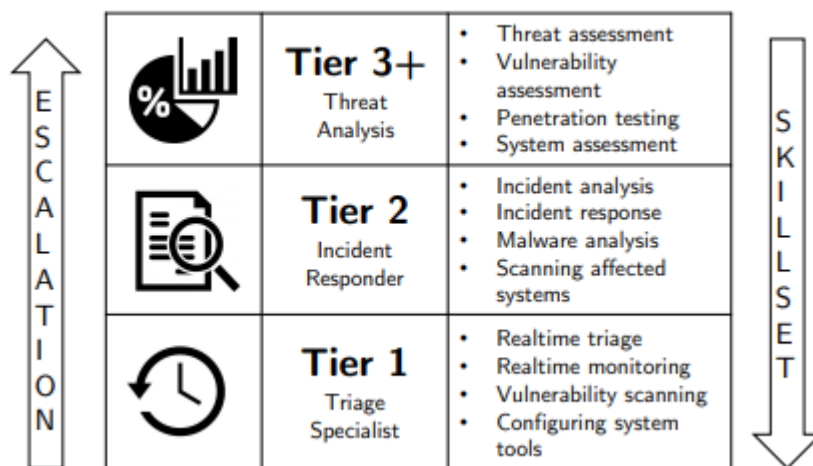 ESCALATION
%
Tier 3+
Threat
Analysis
• Threat assessment
• Vulnerability
assessment
• Penetration testing
• System assessment
Tier 2
Incident
Responder
• Incident analysis
• Incident response
• Malware analysis
• Scanning affected
systems
Tier 1
Triage
Specialist
• Realtime triage
• Realtime monitoring
• Vulnerability scanning
• Configuring system
tools
SKILLSET